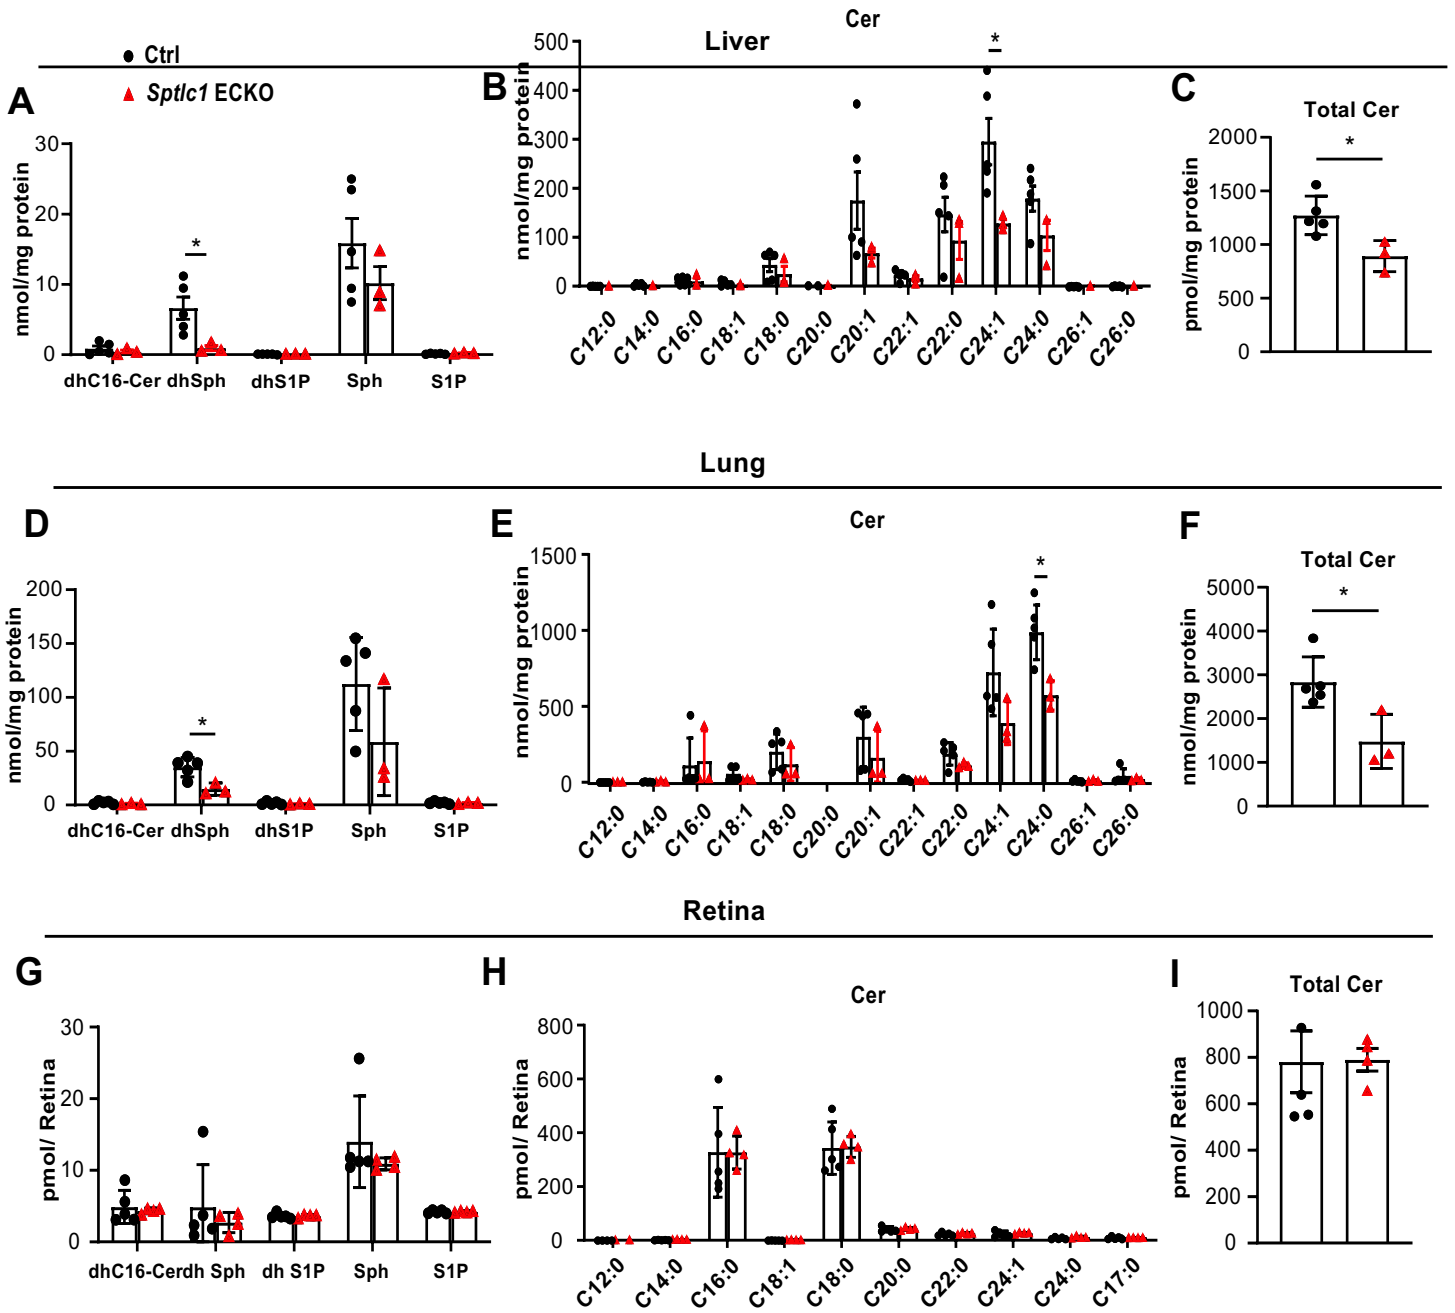 Liver
Ctrl
Sptlc1 ECKO
A
nmol/mg protein
30
20
10
0
*
dhC16-Cer dhSph dhS1P Sph S1P
B
Cer
nmol/mg protein
500
400
300
200
100
0
*
C12:0 C14:0 C16:0 C18:1 C18:0 C20:0 C20:1 C22:1 C22:0 C24:1 C24:0 C26:1 C26:0
C
Total Cer
pmol/mg protein
2000
1500
1000
500
0
*
Lung
D
nmol/mg protein
200
150
100
50
0
*
dhC16-Cer dhSph dhS1P Sph S1P
E
Cer
nmol/mg protein
1500
1000
500
0
*
C12:0 C14:0 C16:0 C18:1 C18:0 C20:0 C20:1 C22:1 C22:0 C24:1 C24:0 C26:1 C26:0
F
Total Cer
nmol/mg protein
5000
4000
3000
2000
1000
0
*
Retina
G
pmol/ Retina
30
20
10
0
dhC16-Cer dh Sph dh S1P Sph S1P
H
Cer
pmol/ Retina
800
600
400
200
0
C12:0 C14:0 C16:0 C18:1 C18:0 C20:0 C22:0 C24:1 C24:0 C17:0
I
Total Cer
pmol/ Retina
1000
800
600
400
200
0